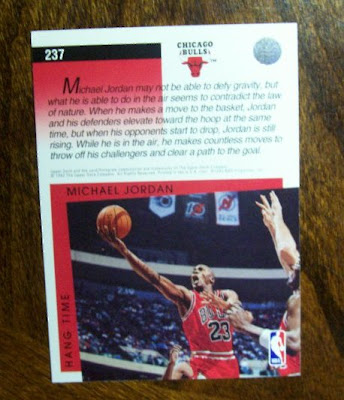 237
CHICAGO
BULLS
Michael Jordan may not be able to defy gravity, but
what he is able to do in the air seems to contradict the law
of nature. When he makes a move to the basket, Jordan
and his defenders elevate toward the hoop at the same
time, but when his opponents start to drop, Jordan is still
rising. While he is in the air, he makes countless moves to
throw off his challengers and clear a path to the goal.
MICHAEL JORDAN
HANG TIME
BULLS
23
NBA